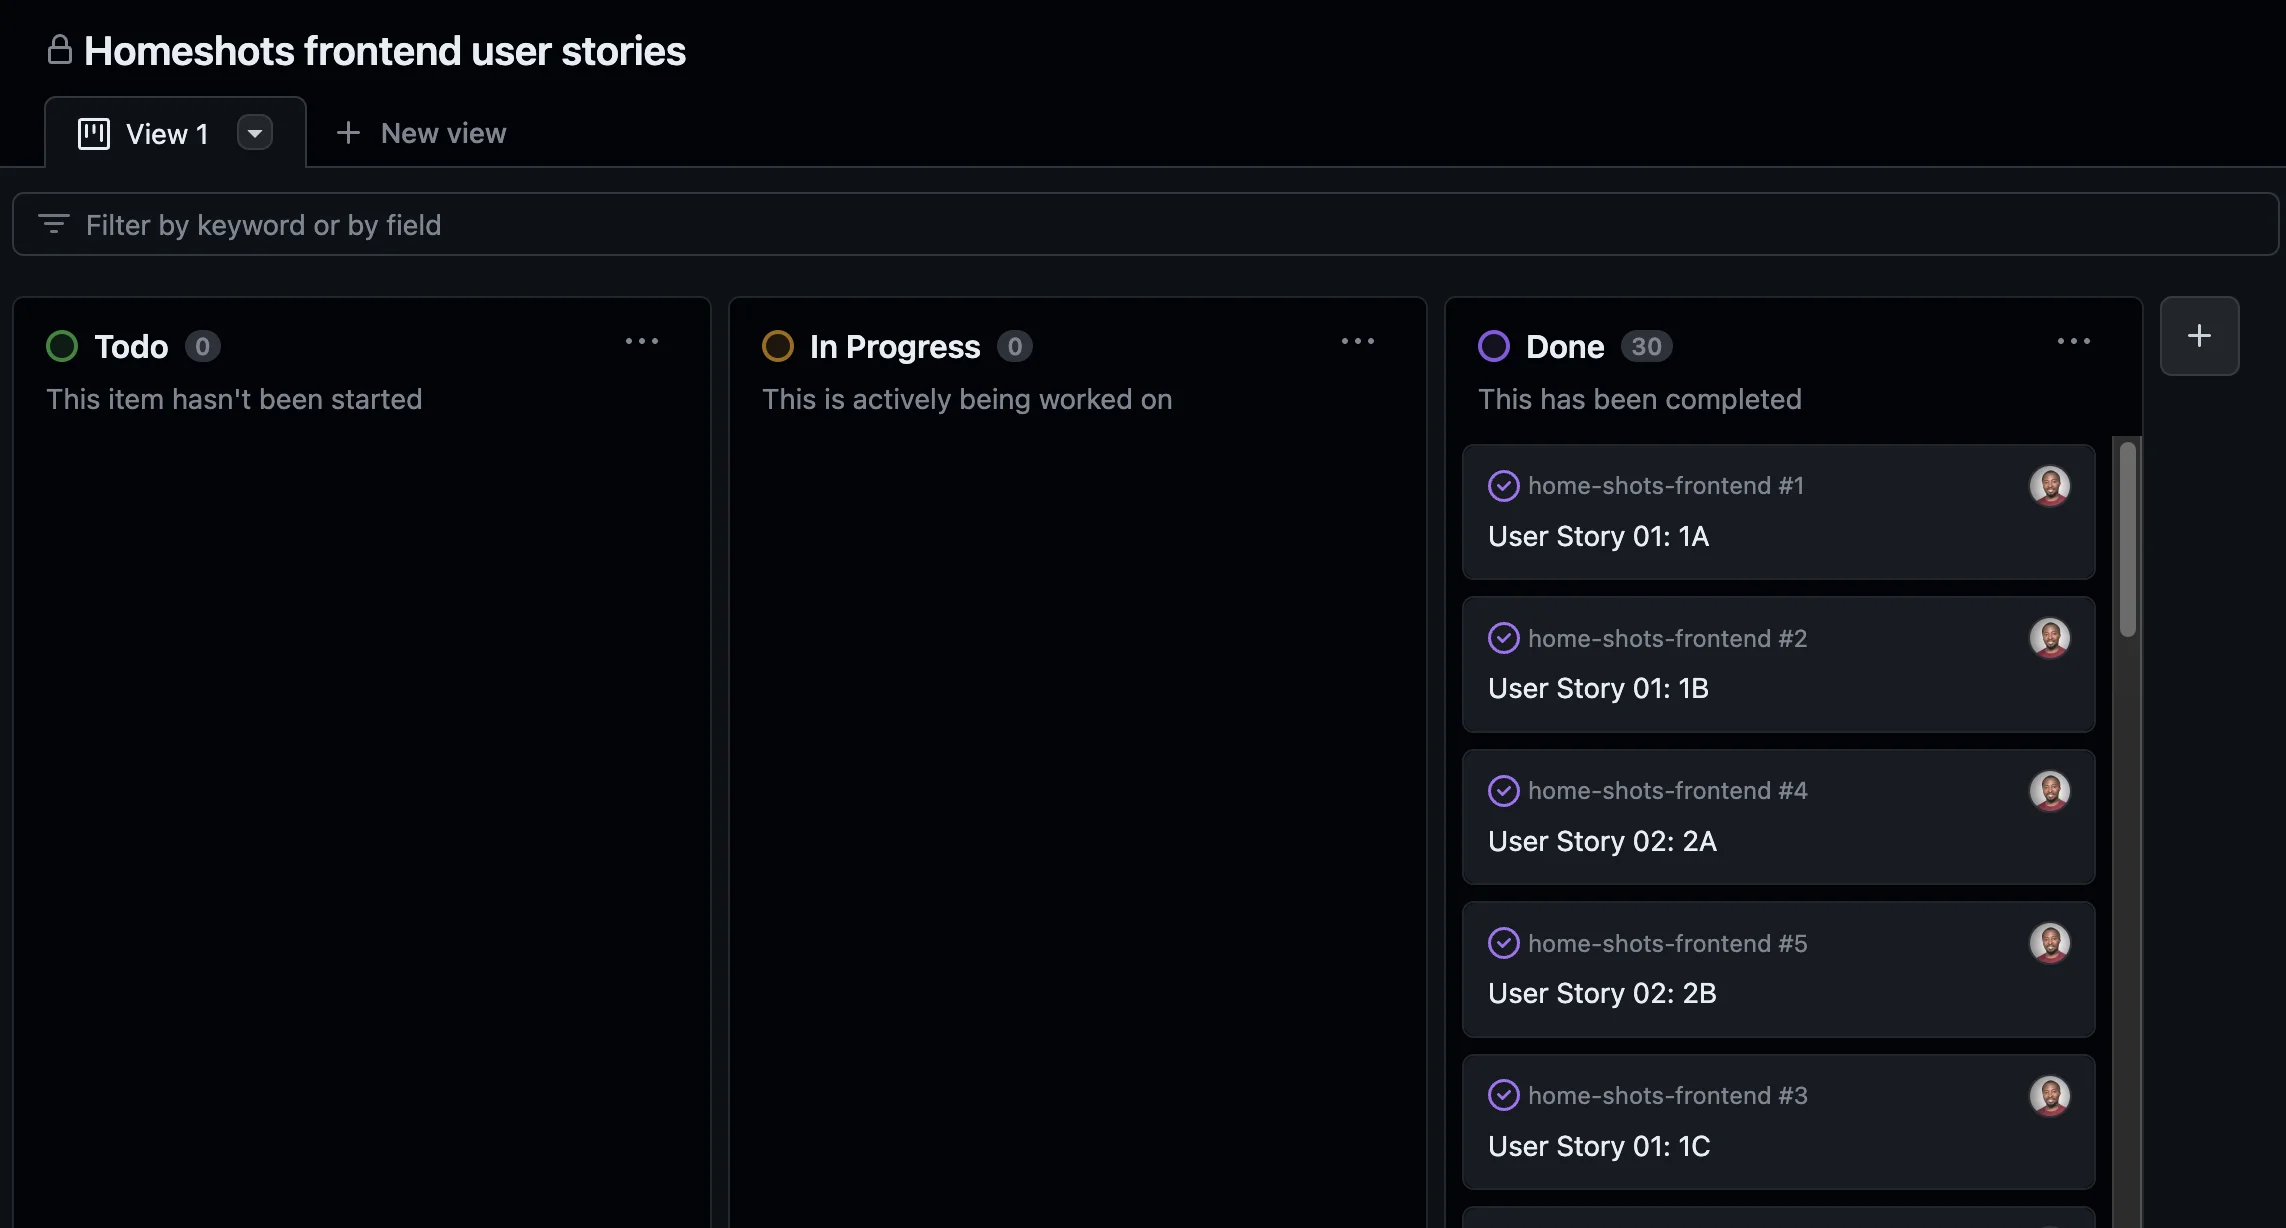 Homeshots frontend user stories
View 1
New view
Filter by keyword or by field
Todo 0
This item hasn't been started
In Progress 0
This is actively being worked on
Done 30
This has been completed
home-shots-frontend #1
User Story 01: 1A
home-shots-frontend #2
User Story 01: 1B
home-shots-frontend #4
User Story 02: 2A
home-shots-frontend #5
User Story 02: 2B
home-shots-frontend #3
User Story 01: 1C